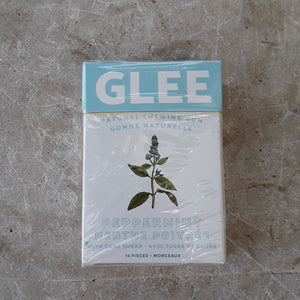 GLEE
NATURAL CHEWING GUM
GOMME NATURELLE
PEPPERMINT
MENTHE POIVRÉE
WITH CANE SUGAR • AVEC SUCRE DE CANNE
16 PIECES • MORCEAUX